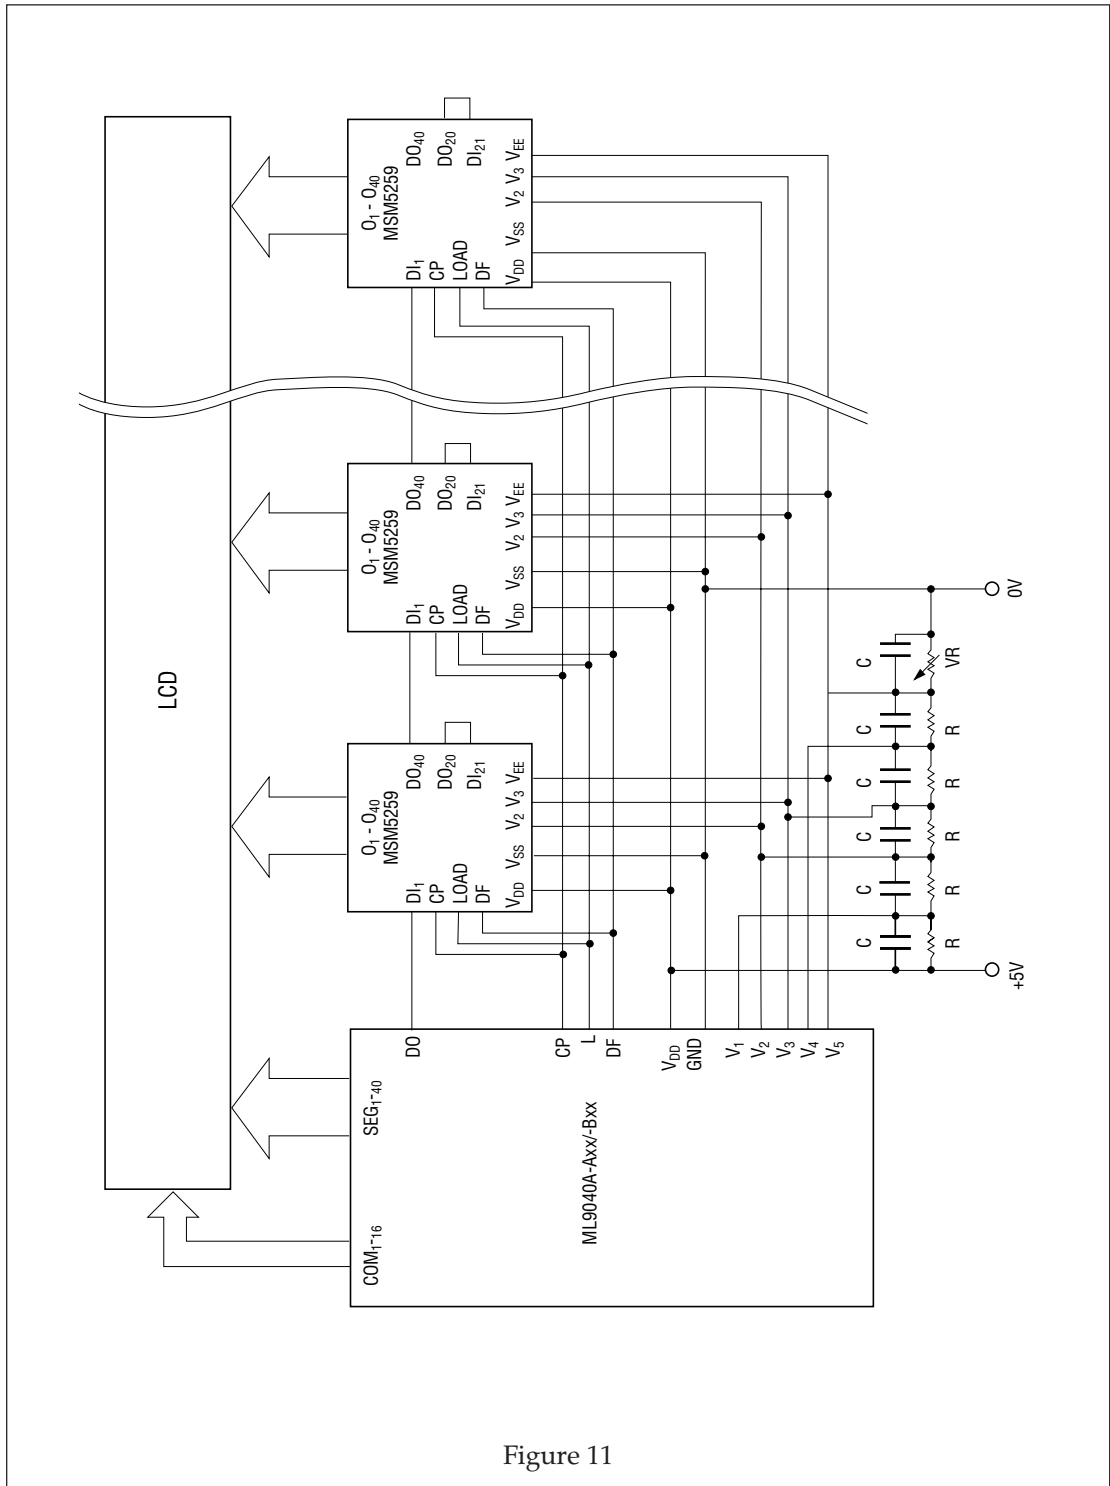 LCD
COM1-16
SEG1-40
ML9040A-Axx/-Bxx
DO
CP
L
DF
VDD
GND
V1
V2
V3
V4
V5
O1 - O40
MSM5259
DI1
CP
LOAD
DF
DO40
DO20
DI21
VDD
VSS
V2
V3
VEE
O1 - O40
MSM5259
DI1
CP
LOAD
DF
DO40
DO20
DI21
VDD
VSS
V2
V3
VEE
O1 - O40
MSM5259
DI1
CP
LOAD
DF
DO40
DO20
DI21
VDD
VSS
V2
V3
VEE
C
C
C
C
C
C
R
R
R
R
R
VR
+5V
0V
Figure 11